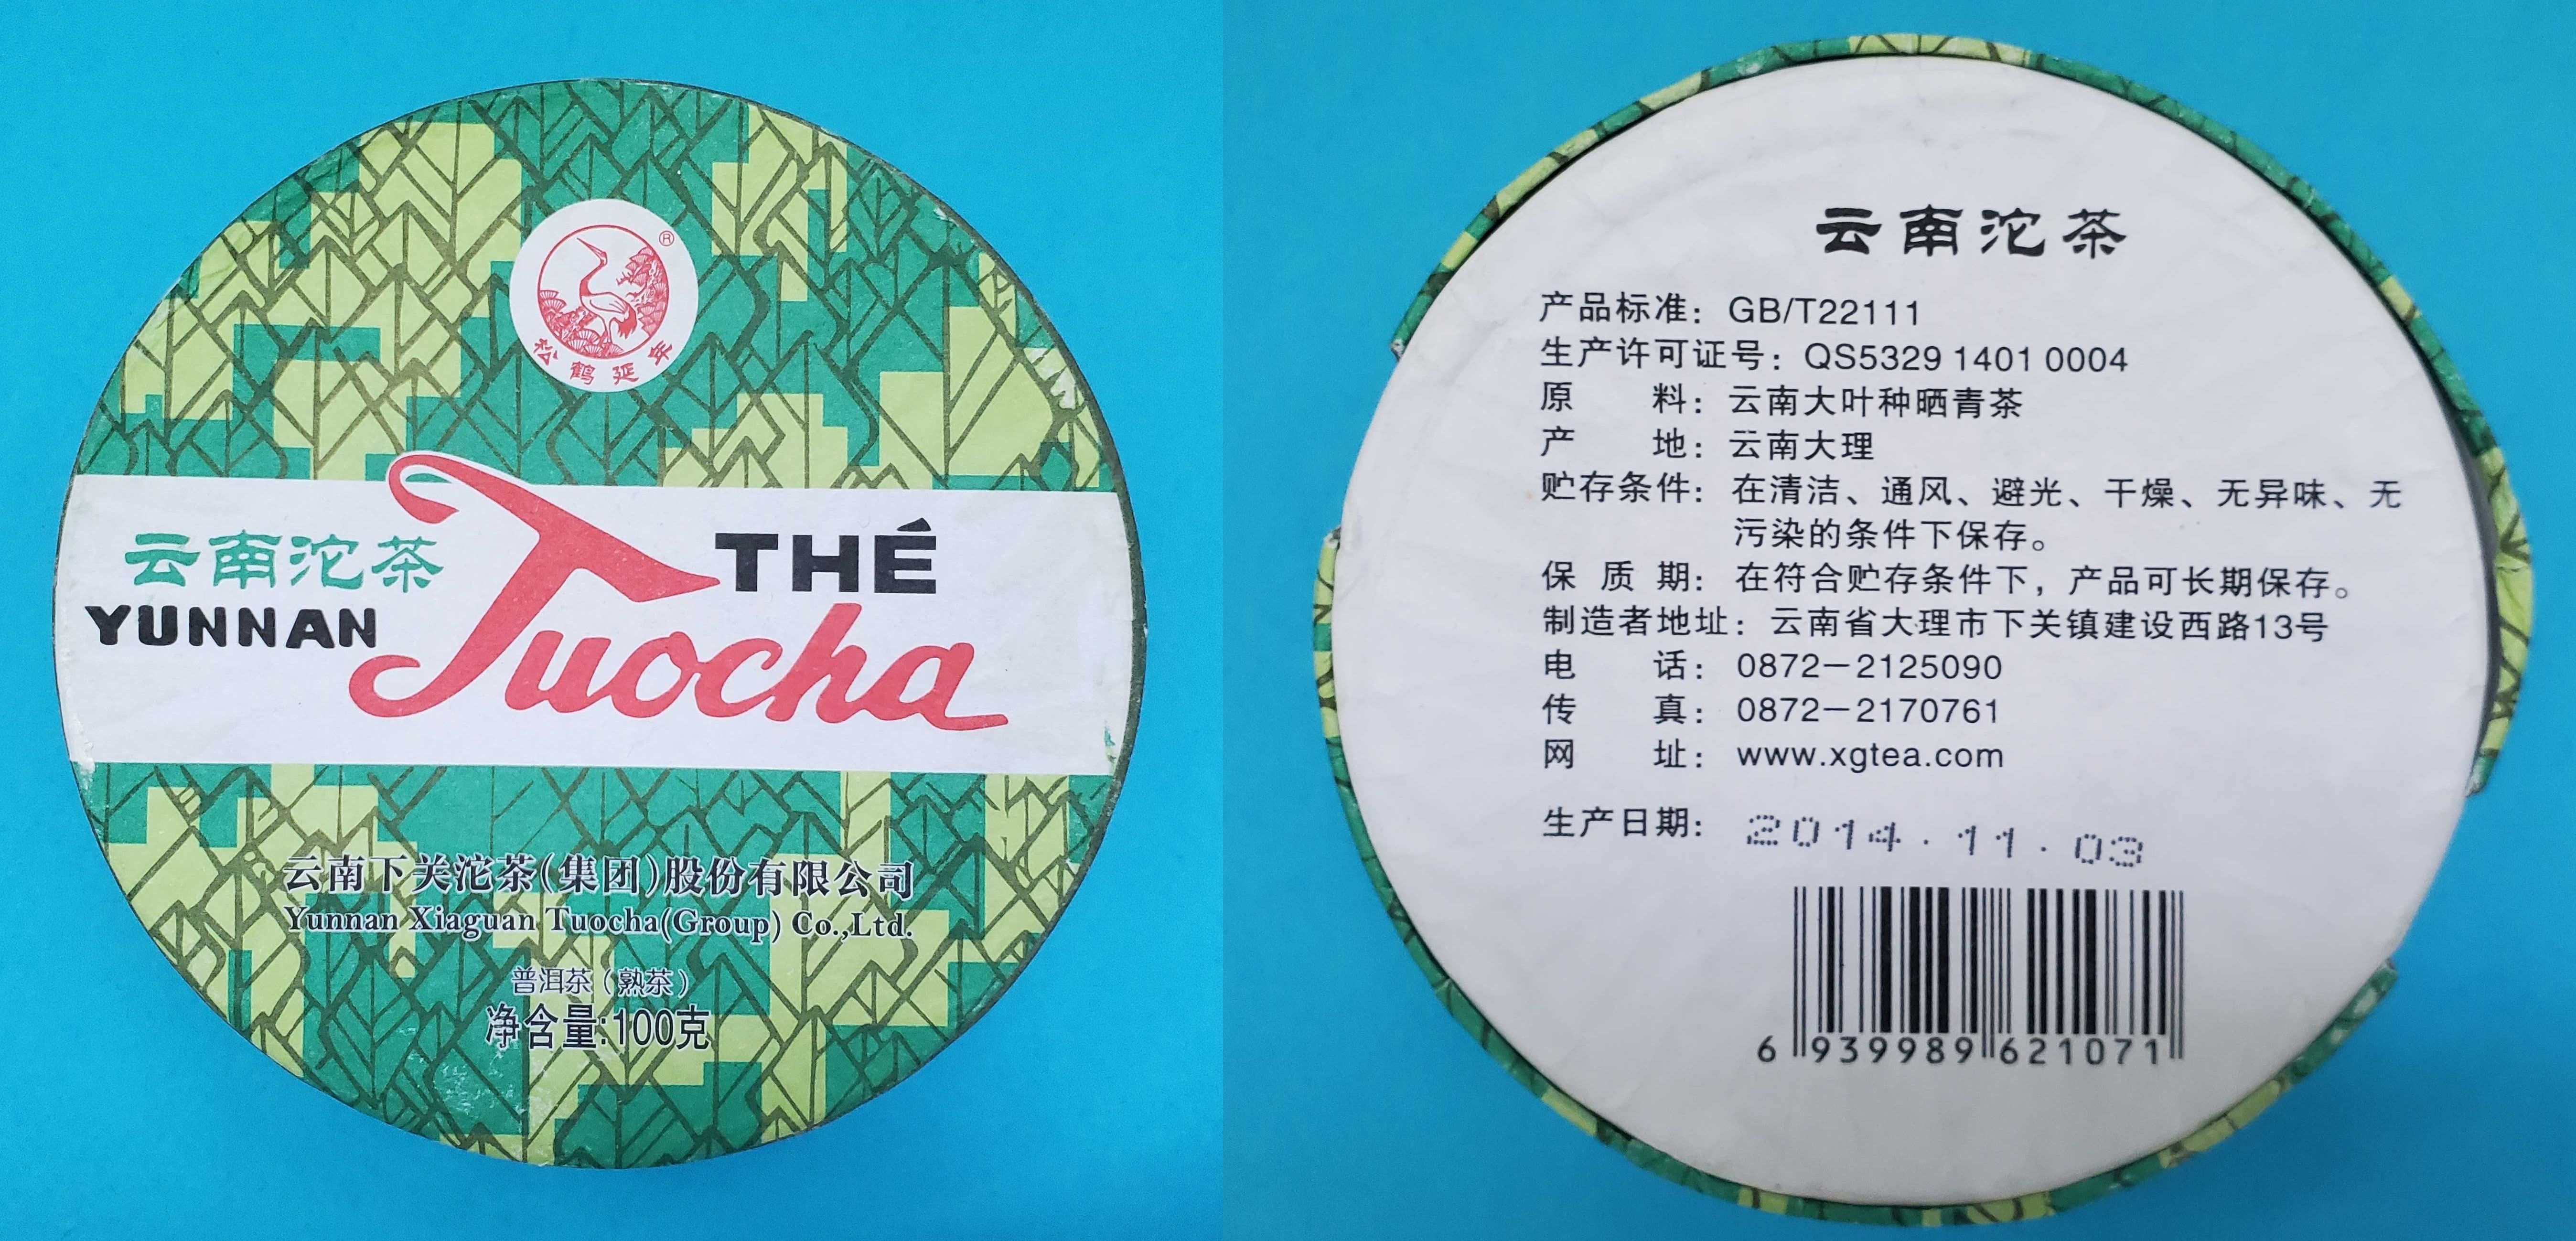 ®
松鹤延年
云南沱茶
YUNNAN
THÉ
Tuocha
云南下关沱茶(集团)股份有限公司
Yunnan Xiaguan Tuocha(Group) Co.,Ltd.
普洱茶(熟茶)
净含量:100克
云南沱茶
产品标准：GB/T22111
生产许可证号：QS5329 1401 0004
原 料：云南大叶种晒青茶
产 地：云南大理
贮存条件：在清洁、通风、避光、干燥、无异味、无
污染的条件下保存。
保 质 期：在符合贮存条件下，产品可长期保存。
制造者地址：云南省大理市下关镇建设西路13号
电 话：0872－2125090
传 真：0872－2170761
网 址：www.xgtea.com
生产日期：2014.11.03
6 939989 621071